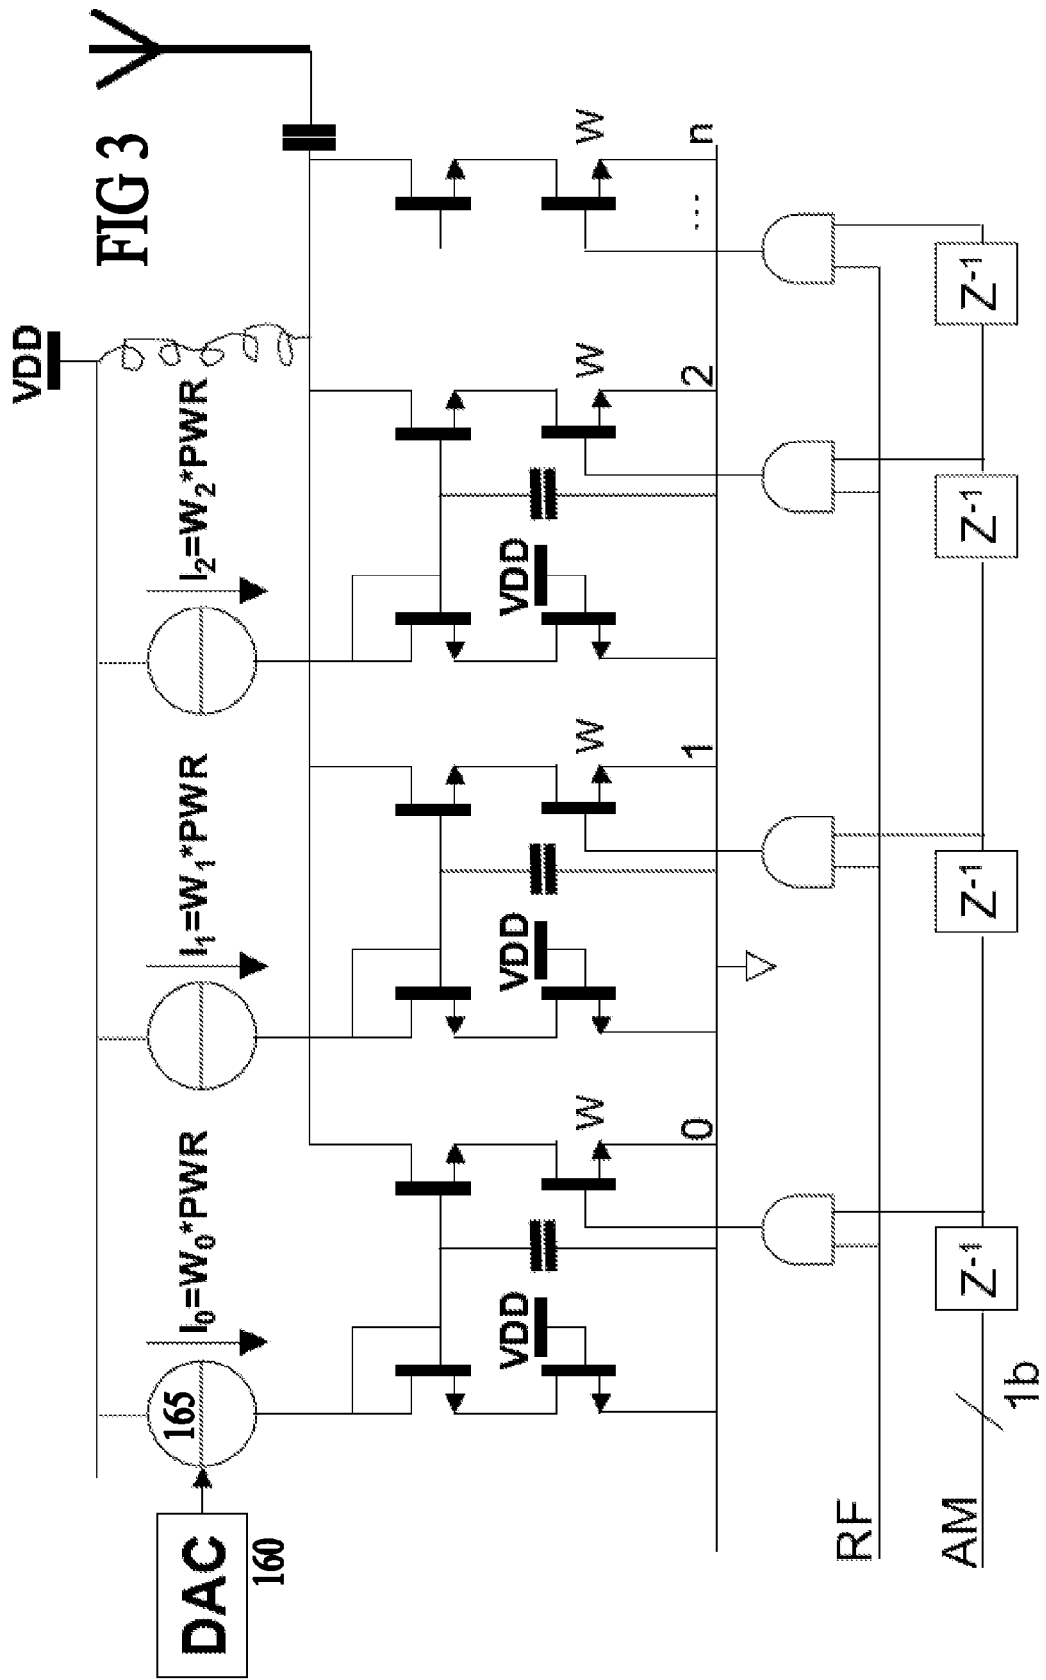 FIG 3
VDD
I₀=W₀*PWR
I₁=W₁*PWR
I₂=W₂*PWR
DAC
160
165
VDD
VDD
VDD
W
W
W
W
0
1
2
...
n
RF
AM
1b
Z⁻¹
Z⁻¹
Z⁻¹
Z⁻¹